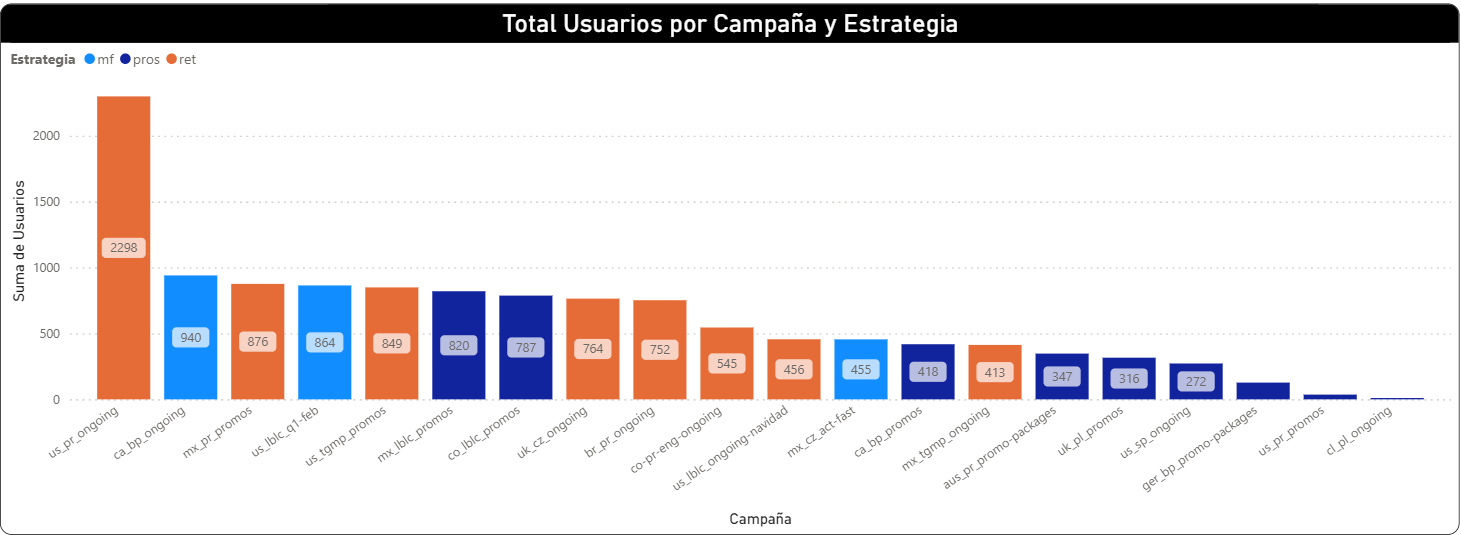 Total Usuarios por Campaña y Estrategia
Estrategia mf pros ret
Suma de Usuarios
2000
1500
1000
500
0
2298
940
876
864
849
820
787
764
752
545
456
455
418
413
347
316
272
us_pr_ongoing
ca_bp_ongoing
mx_pr_promos
us_lblc_q1-feb
us_tgmp_promos
mx_lblc_promos
co_lblc_promos
uk_cz_ongoing
br_pr_ongoing
co-pr-eng-ongoing
us_lblc_ongoing-navidad
mx_cz_act-fast
ca_bp_promos
mx_tgmp_ongoing
aus_pr_promo-packages
uk_pl_promos
us_sp_ongoing
ger_bp_promo-packages
us_pr_promos
cl_pl_ongoing
Campaña